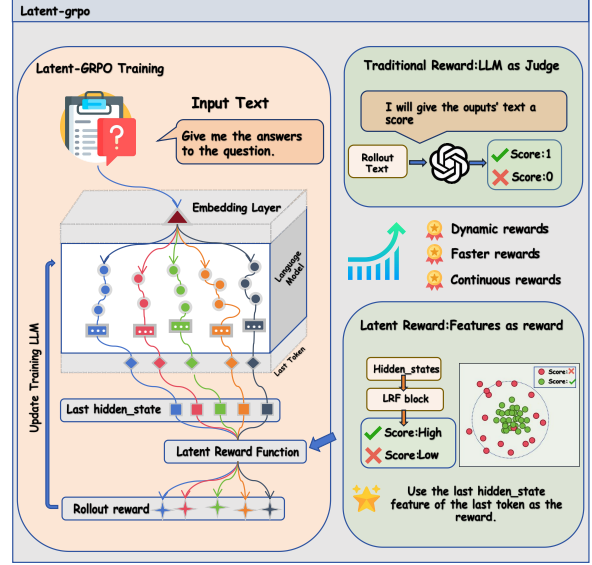 Latent-grpo
Latent-GRPO Training
Input Text
Give me the answers
to the question.
Embedding Layer
Language
Model
Last Token
Last hidden_state
Latent Reward Function
Rollout reward
Update Training LLM
Traditional Reward:LLM as Judge
I will give the ouputs' text a
score
Rollout
Text
Score:1
Score:0
Dynamic rewards
Faster rewards
Continuous rewards
Latent Reward:Features as reward
Hidden_states
LRF block
Score:High
Score:Low
Score:
Score:
Use the last hidden_state
feature of the last token as the
reward.